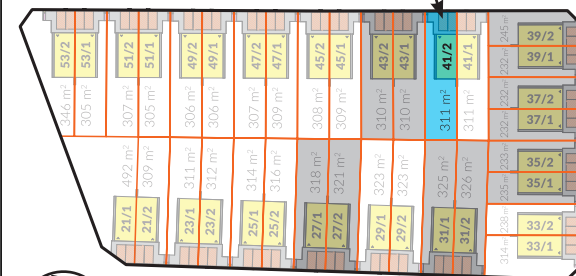 53/2 53/1 51/2 51/1 49/2 49/1 47/2 47/1 45/2 45/1 43/2 43/1 41/2 41/1
346 m² 305 m² 307 m² 305 m² 306 m² 306 m² 307 m² 309 m² 308 m² 309 m² 310 m² 310 m² 311 m² 311 m²
492 m² 309 m² 311 m² 312 m² 314 m² 316 m² 318 m² 321 m² 323 m² 323 m² 325 m² 326 m²
21/1 21/2 23/1 23/2 25/1 25/2 27/1 27/2 29/1 29/2 31/1 31/2
245 m² 39/2
232 m² 39/1
222 m² 37/2
232 m² 37/1
233 m² 35/2
235 m² 35/1
228 m² 33/2
314 m² 33/1